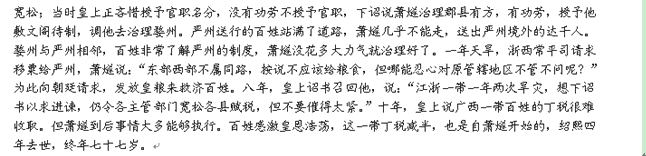 宽松；当时皇上正吝惜授予官职名分，没有功劳不授予官职，下诏说萧燧治理郡县有方，有功劳，授予他
敷文阁待制，调他去治理婺州。严州送行的百姓站满了道路，萧燧几乎不能走，送出严州境外的达千人。
婺州与严州相邻，百姓非常了解严州的制度，萧燧没花多大力气就治理好了。一年天旱，浙西常平司请求
移粟给严州，萧燧说：“东部西部不属同路，按说不应该给粮食，但哪能忍心对原管辖地区不管不问呢？”
为此向朝廷请求，发放皇粮来救济百姓。八年，皇上诏书召回他，说：“江浙一带一年两次旱灾，想下诏
书以求进谏，仍令各主管部门宽松各县赋税，但不要催得太紧。”十年，皇上说广西一带百姓的丁税很难
收取。但萧燧到后事情大多能够执行。百姓感激皇恩浩荡，这一带丁税减半，也是自萧燧开始的，绍熙四
年去世，终年七十七岁。